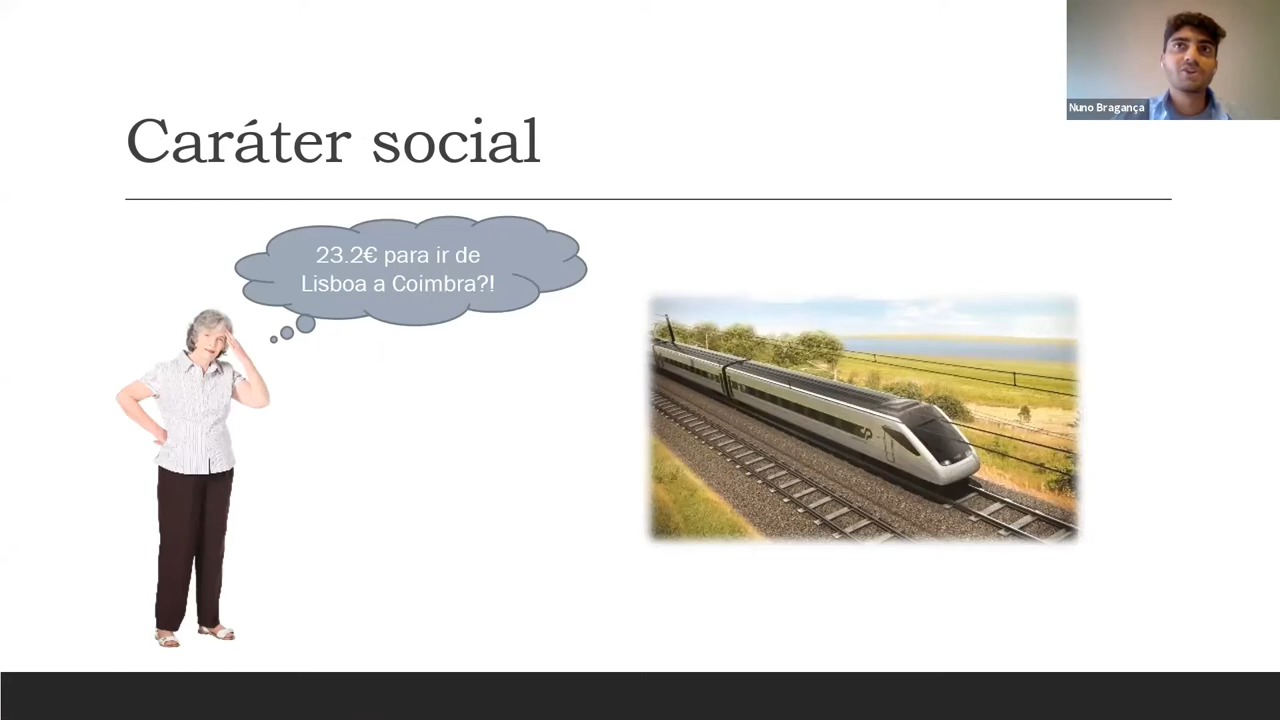 Nuno Bragança
Caráter social
23.2€ para ir de
Lisboa a Coimbra?!